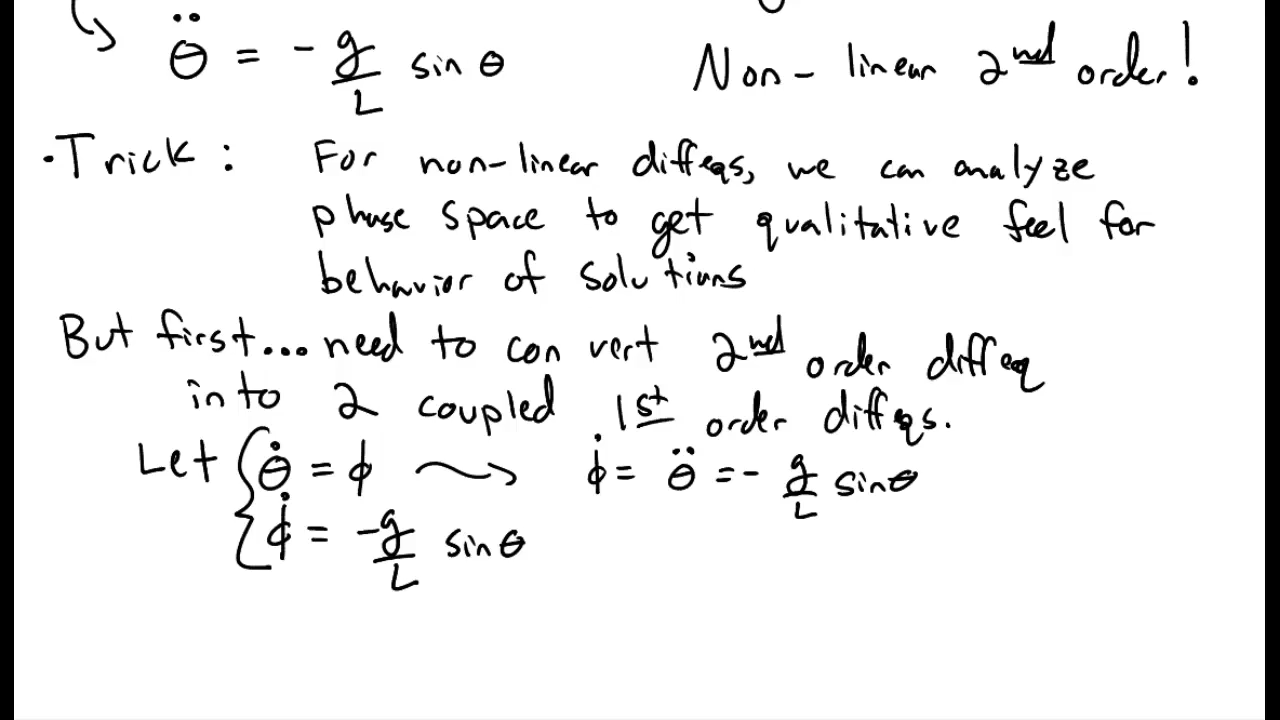 ↳ θ̈ = - g/L sin θ Non-linear 2nd order!
• Trick: For non-linear diffeqs, we can analyze
phase space to get qualitative feel for
behavior of solutions
But first... need to convert 2nd order diffeq
into 2 coupled 1st order diffeqs.
Let { θ̇ = ϕ ⟿ ϕ̇ = θ̈ = - g/L sin θ
ϕ̇ = - g/L sin θ